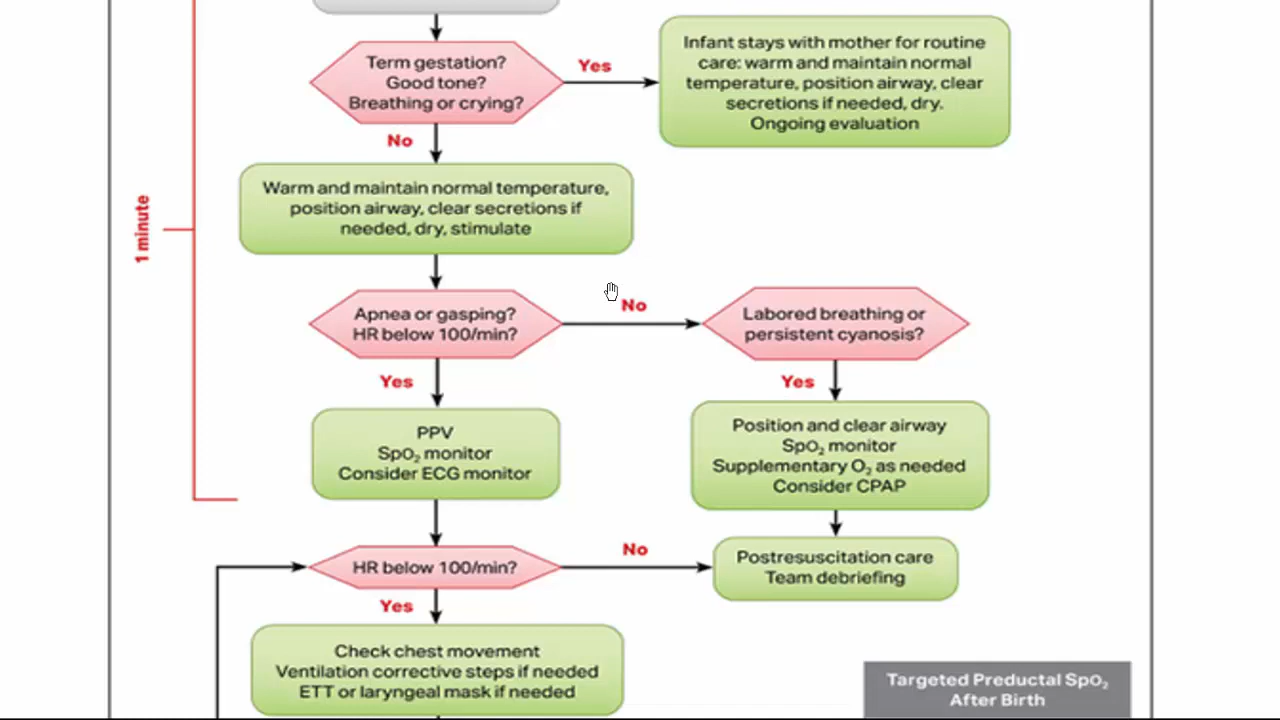 Term gestation?
Good tone?
Breathing or crying?
Yes
Infant stays with mother for routine
care: warm and maintain normal
temperature, position airway, clear
secretions if needed, dry.
Ongoing evaluation
No
Warm and maintain normal temperature,
position airway, clear secretions if
needed, dry, stimulate
1 minute
Apnea or gasping?
HR below 100/min?
No
Labored breathing or
persistent cyanosis?
Yes
Yes
PPV
SpO₂ monitor
Consider ECG monitor
Position and clear airway
SpO₂ monitor
Supplementary O₂ as needed
Consider CPAP
HR below 100/min?
No
Postresuscitation care
Team debriefing
Yes
Check chest movement
Ventilation corrective steps if needed
ETT or laryngeal mask if needed
Targeted Preductal SpO₂
After Birth